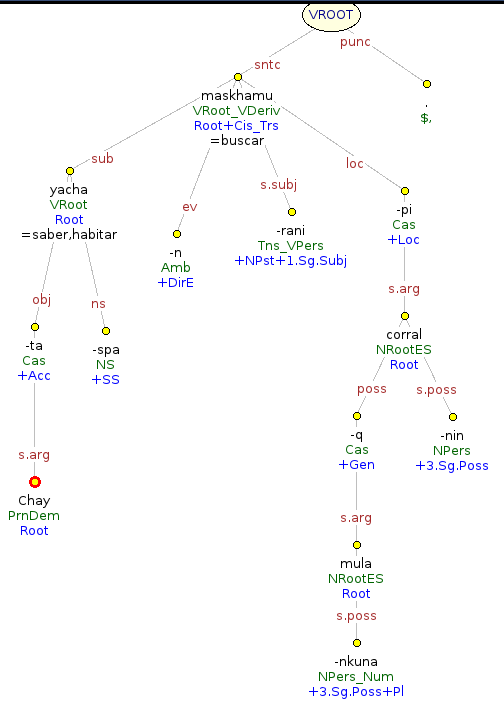 VROOT
sntc
punc
maskhamu
VRoot_VDeriv
Root+Cis_Trs
=buscar
.
$,
sub
ev
s.subj
loc
yacha
VRoot
Root
=saber,habitar
-n
Amb
+DirE
-rani
Tns_VPers
+NPst+1.Sg.Subj
-pi
Cas
+Loc
obj
ns
s.arg
-ta
Cas
+Acc
-spa
NS
+SS
corral
NRootES
Root
poss
s.poss
s.arg
-q
Cas
+Gen
-nin
NPers
+3.Sg.Poss
Chay
PrnDem
Root
s.arg
mula
NRootES
Root
s.poss
-nkuna
NPers_Num
+3.Sg.Poss+Pl